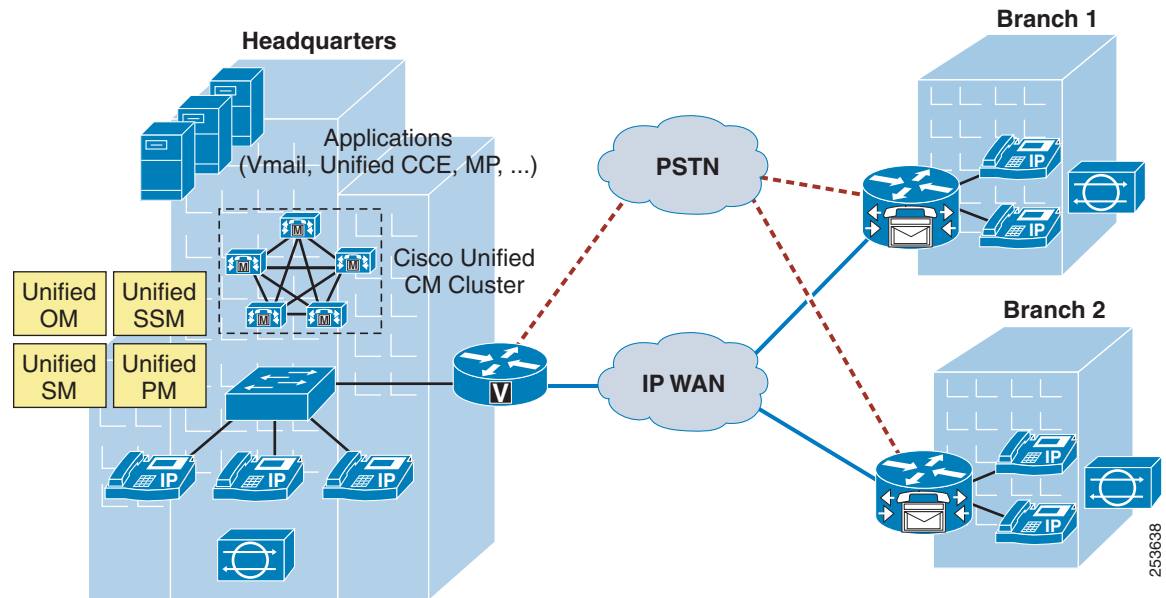 Headquarters
Applications
(Vmail, Unified CCE, MP, ...)
M
M
M
M
M
Cisco Unified
CM Cluster
Unified
OM
Unified
SSM
Unified
SM
Unified
PM
IP
IP
IP
V
PSTN
IP WAN
Branch 1
IP
IP
Branch 2
IP
IP
253638